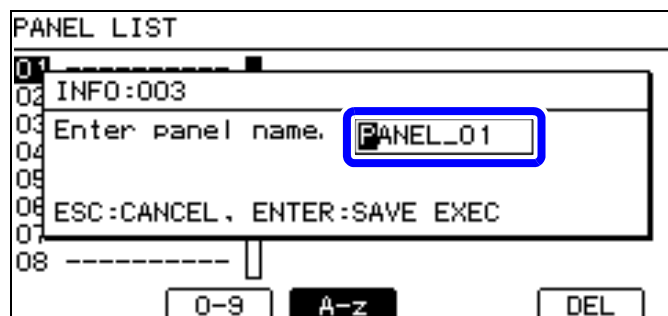 PANEL LIST
01 ----------
02
INFO:003
03
Enter panel name. PANEL_01
04
05
06
ESC:CANCEL, ENTER:SAVE EXEC
07
08 ----------
0-9 A-z DEL